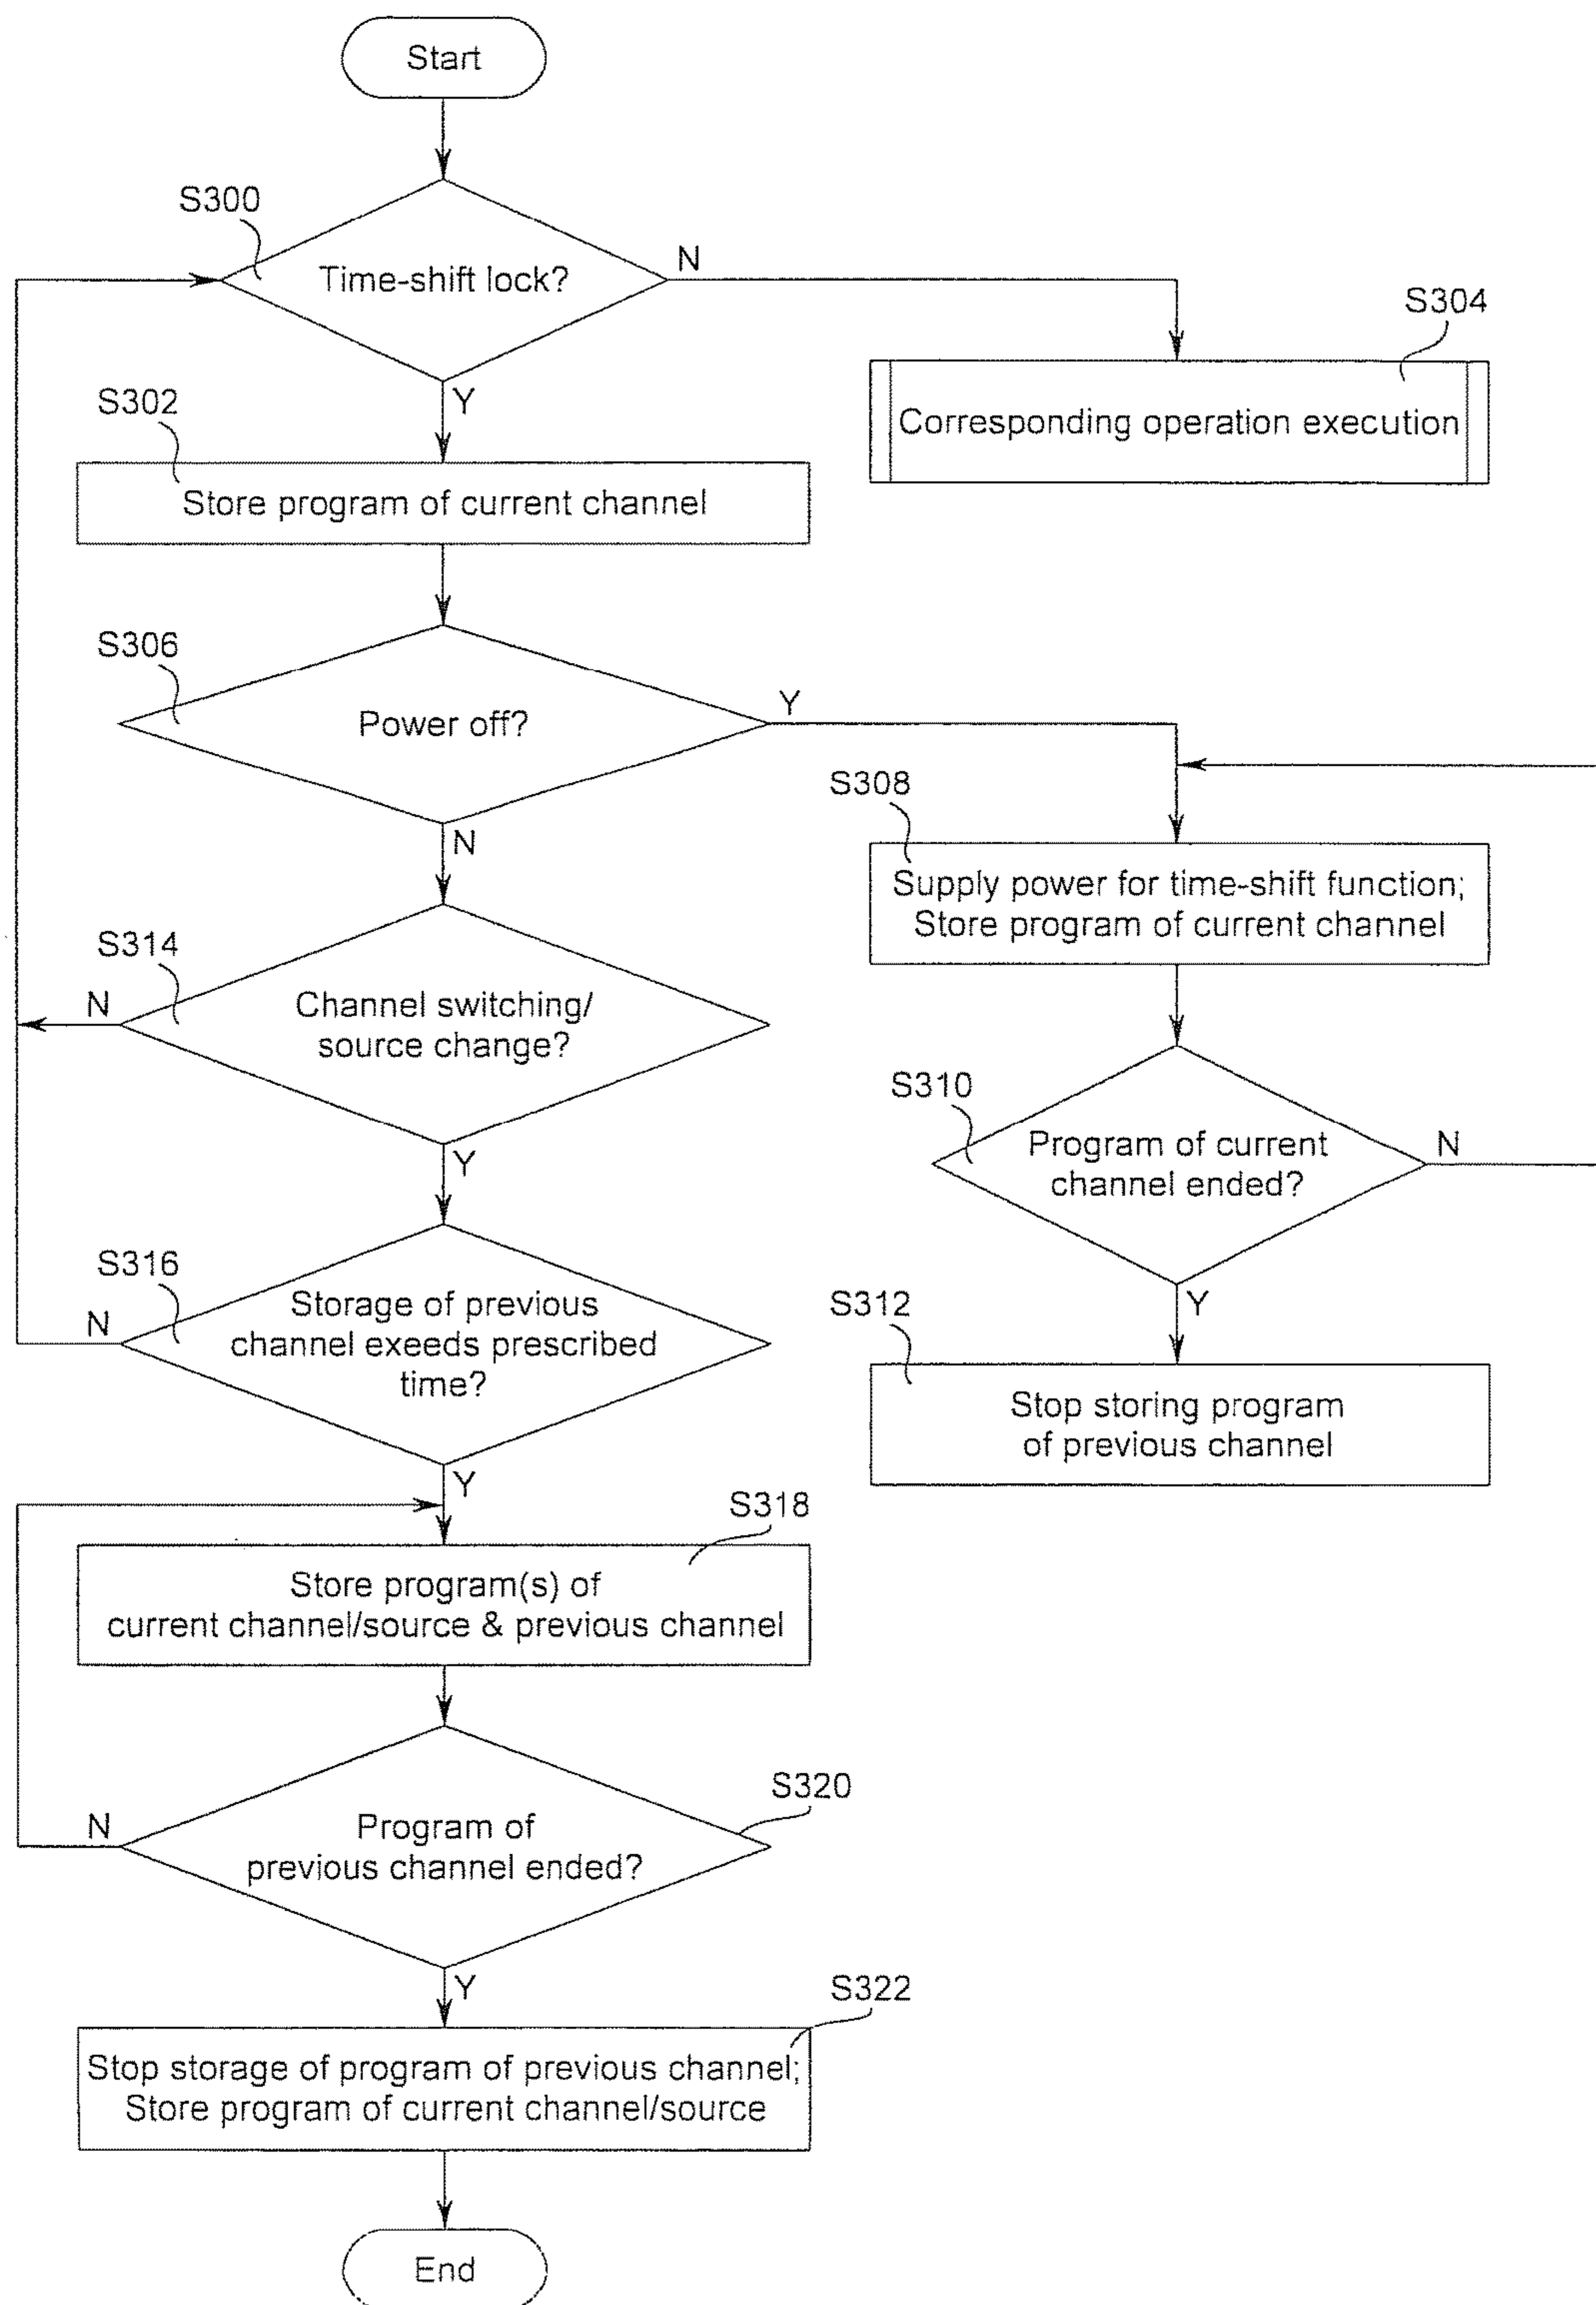 Start
S300
Time-shift lock?
N
S304
Y
Corresponding operation execution
S302
Store program of current channel
S306
Power off?
Y
N
S308
Supply power for time-shift function;
Store program of current channel
S314
Channel switching/
source change?
N
Y
S310
Program of current
channel ended?
N
Y
S316
Storage of previous
channel exeeds prescribed
time?
N
Y
S312
Stop storing program
of previous channel
S318
Store program(s) of
current channel/source & previous channel
S320
Program of
previous channel ended?
N
Y
S322
Stop storage of program of previous channel;
Store program of current channel/source
End